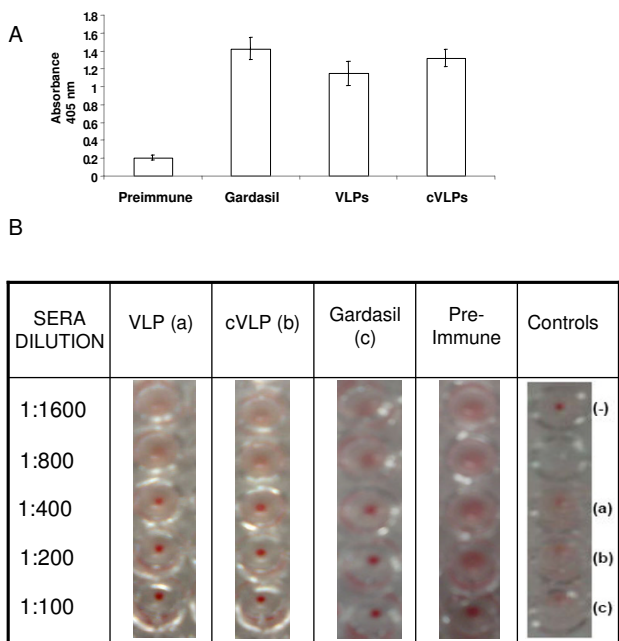 A
1.8
1.6
1.4
1.2
1
0.8
0.6
0.4
0.2
0
Absorbance
405 nm
Preimmune Gardasil VLPs cVLPs
B
SERA
DILUTION
VLP (a)
cVLP (b)
Gardasil
(c)
Pre-
Immune
Controls
1:1600 (-)
1:800
1:400 (a)
1:200 (b)
1:100 (c)